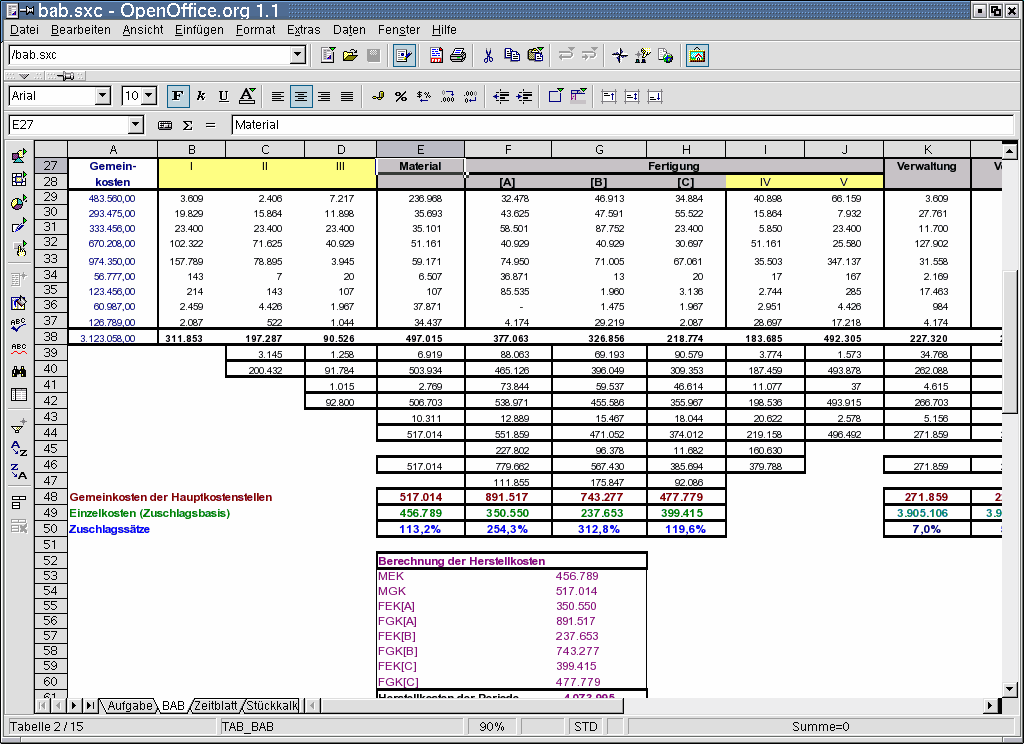 bab.sxc - OpenOffice.org 1.1
Datei Bearbeiten Ansicht Einfügen Format Extras Daten Fenster Hilfe
/bab.sxc
Arial 10 F k U A
E27 Σ = Material
A B C D E F G H I J K
27 Gemein- I II III Material Fertigung Verwaltung
28 kosten [A] [B] [C] IV V
29 483.560,00 3.609 2.406 7.217 236.968 32.478 46.913 34.884 40.898 66.159 3.609
30 293.475,00 19.829 15.864 11.898 35.693 43.625 47.591 55.522 15.864 7.932 27.761
31 333.456,00 23.400 23.400 23.400 35.101 58.501 87.752 23.400 5.850 23.400 11.700
32 670.208,00 102.322 71.625 40.929 51.161 40.929 40.929 30.697 51.161 25.580 127.902
33 974.350,00 157.789 78.895 3.945 59.171 74.950 71.005 67.061 35.503 347.137 31.558
34 56.777,00 143 7 20 6.507 36.871 13 20 17 167 2.169
35 123.456,00 214 143 107 107 85.535 1.960 3.136 2.744 285 17.463
36 60.987,00 2.459 4.426 1.967 37.871 - 1.475 1.967 2.951 4.426 984
37 126.789,00 2.087 522 1.044 34.437 4.174 29.219 2.087 28.697 17.218 4.174
38 3.123.058,00 311.853 197.287 90.526 497.015 377.063 326.856 218.774 183.685 492.305 227.320
39 3.145 1.258 6.919 88.063 69.193 90.579 3.774 1.573 34.768
40 200.432 91.784 503.934 465.126 396.049 309.353 187.459 493.878 262.088
41 1.015 2.769 73.844 59.537 46.614 11.077 37 4.615
42 92.800 506.703 538.971 455.586 355.967 198.536 493.915 266.703
43 10.311 12.889 15.467 18.044 20.622 2.578 5.156
44 517.014 551.859 471.052 374.012 219.158 496.492 271.859
45 227.802 96.378 11.682 160.630
46 517.014 779.662 567.430 385.694 379.788 271.859
47 111.855 175.847 92.086
48 Gemeinkosten der Hauptkostenstellen 517.014 891.517 743.277 477.779 271.859
49 Einzelkosten (Zuschlagsbasis) 456.789 350.550 237.653 399.415 3.905.106
50 Zuschlagssätze 113,2% 254,3% 312,8% 119,6% 7,0%
51
52 Berechnung der Herstellkosten
53 MEK 456.789
54 MGK 517.014
55 FEK[A] 350.550
56 FGK[A] 891.517
57 FEK[B] 237.653
58 FGK[B] 743.277
59 FEK[C] 399.415
60 FGK[C] 477.779
61 Herstellkosten der Periode 4.073.995
Aufgabe BAB Zeitblatt Stückkalk
Tabelle 2 / 15 TAB_BAB 90% STD Summe=0